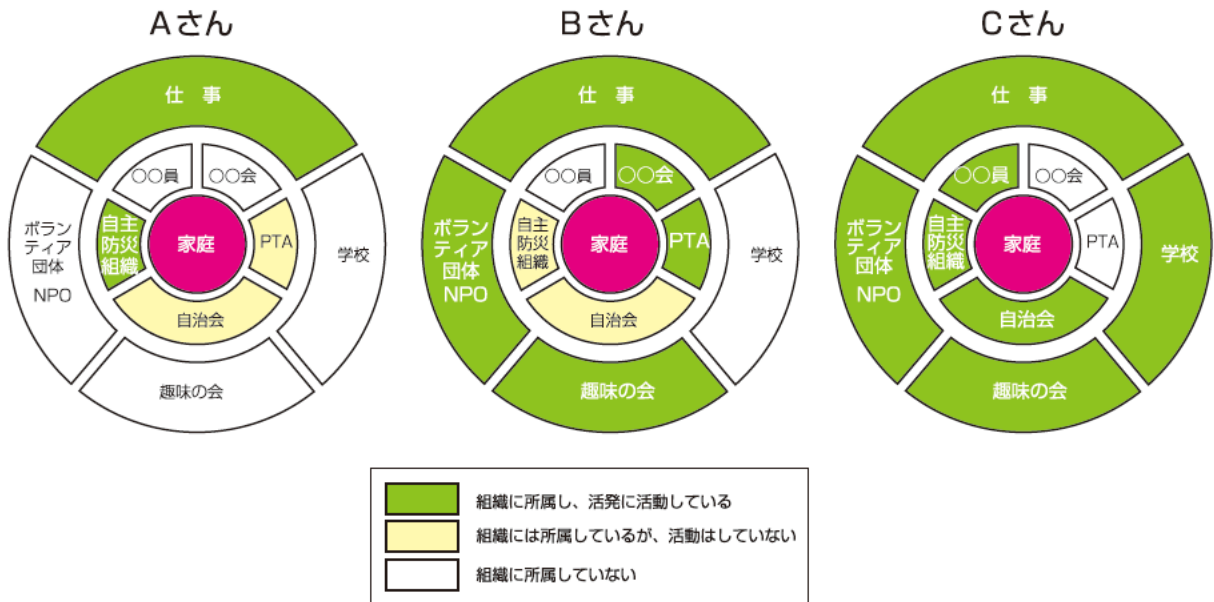 Aさん
仕 事
○○員
○○会
ボラン
ティア
団体
NPO
自主
防災
組織
家庭
PTA
学校
自治会
趣味の会
Bさん
仕 事
○○員
○○会
ボラン
ティア
団体
NPO
自主
防災
組織
家庭
PTA
学校
自治会
趣味の会
Cさん
仕 事
○○員
○○会
ボラン
ティア
団体
NPO
自主
防災
組織
家庭
PTA
学校
自治会
趣味の会
組織に所属し、活発に活動している
組織には所属しているが、活動はしていない
組織に所属していない